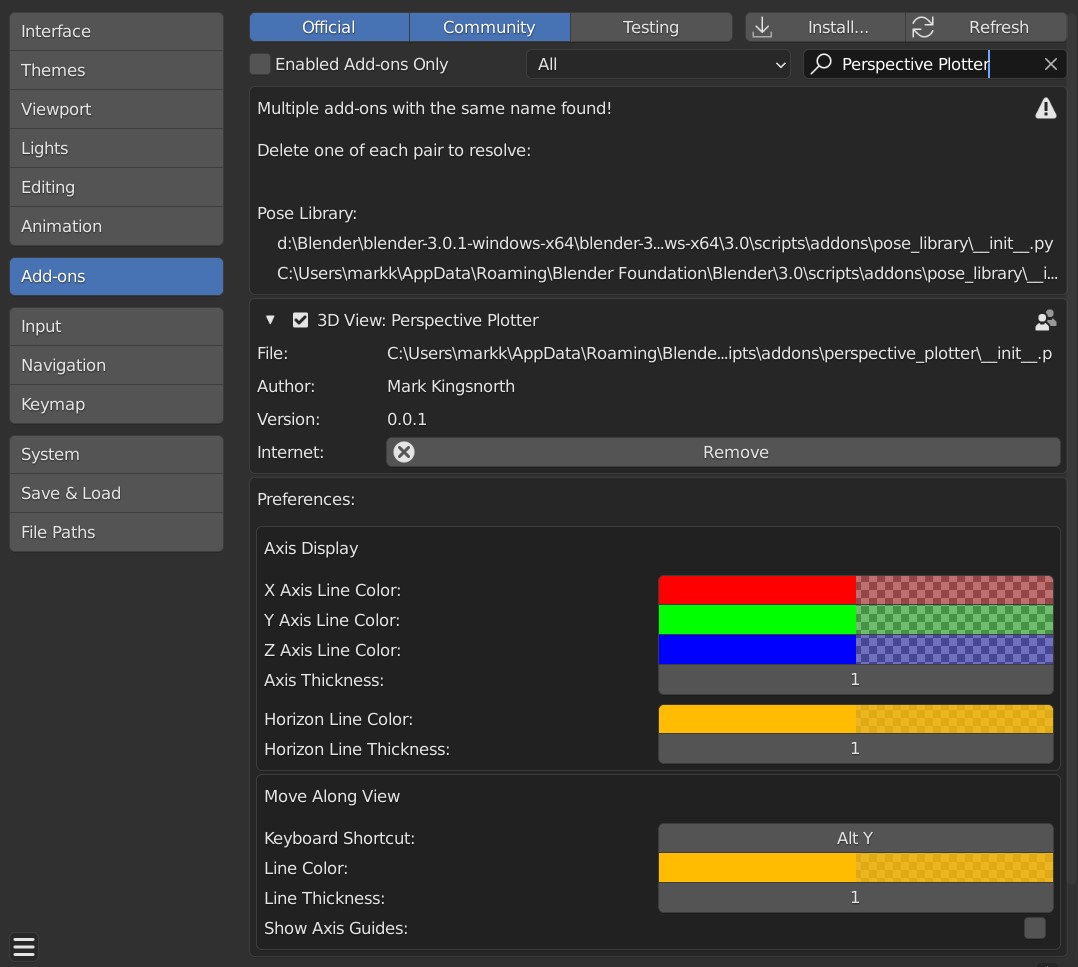 Interface
Themes
Viewport
Lights
Editing
Animation
Add-ons
Input
Navigation
Keymap
System
Save & Load
File Paths
Official Community Testing Install... Refresh
Enabled Add-ons Only All Perspective Plotter
Multiple add-ons with the same name found!
Delete one of each pair to resolve:
Pose Library:
d:\Blender\blender-3.0.1-windows-x64\blender-3...ws-x64\3.0\scripts\addons\pose_library\__init__.py
C:\Users\markk\AppData\Roaming\Blender Foundation\Blender\3.0\scripts\addons\pose_library\__i...
3D View: Perspective Plotter
File: C:\Users\markk\AppData\Roaming\Blende...ipts\addons\perspective_plotter\__init__.p
Author: Mark Kingsnorth
Version: 0.0.1
Internet: Remove
Preferences:
Axis Display
X Axis Line Color:
Y Axis Line Color:
Z Axis Line Color:
Axis Thickness: 1
Horizon Line Color:
Horizon Line Thickness: 1
Move Along View
Keyboard Shortcut: Alt Y
Line Color:
Line Thickness: 1
Show Axis Guides: